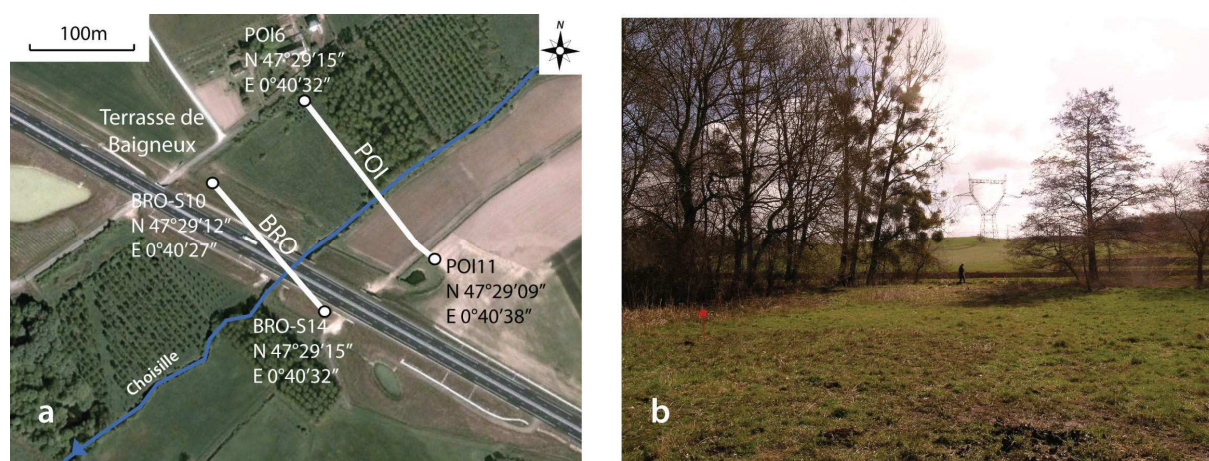 100m
N
POI6
N 47°29’15”
E 0°40’32”
Terrasse de
Baigneux
POI
BRO-S10
N 47°29’12”
E 0°40’27”
BRO
POI11
N 47°29’09”
E 0°40’38”
BRO-S14
N 47°29’15”
E 0°40’32”
Choisille
a
b